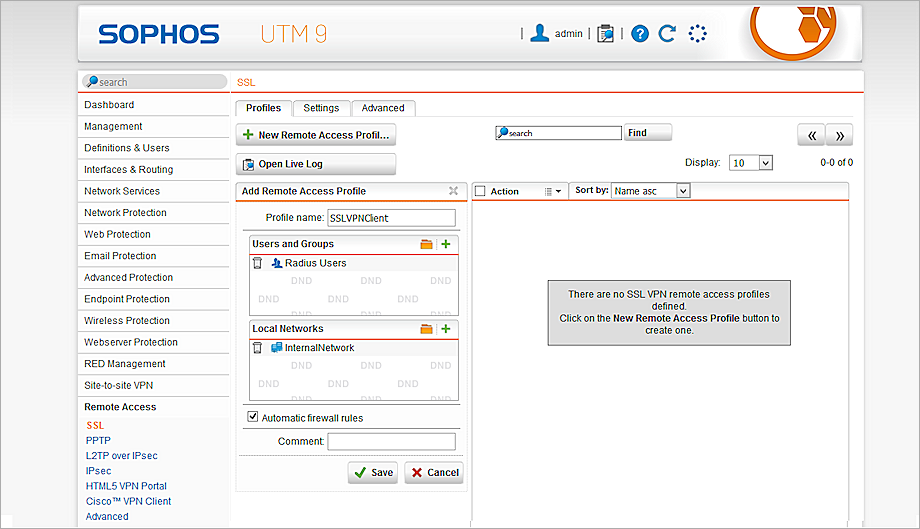 SOPHOS UTM 9
admin
search
Dashboard
Management
Definitions & Users
Interfaces & Routing
Network Services
Network Protection
Web Protection
Email Protection
Advanced Protection
Endpoint Protection
Wireless Protection
Webserver Protection
RED Management
Site-to-site VPN
Remote Access
SSL
PPTP
L2TP over IPsec
IPsec
HTML5 VPN Portal
Cisco™ VPN Client
Advanced
SSL
Profiles Settings Advanced
New Remote Access Profil...
search Find
« »
Open Live Log
Display: 10 0-0 of 0
Add Remote Access Profile
Profile name: SSLVPNClient
Users and Groups
Radius Users
DND DND DND
DND DND DND
DND DND DND
Local Networks
InternalNetwork
DND DND DND
DND DND DND
DND DND DND
Automatic firewall rules
Comment:
Save Cancel
Action Sort by: Name asc
There are no SSL VPN remote access profiles
defined.
Click on the New Remote Access Profile button to
create one.